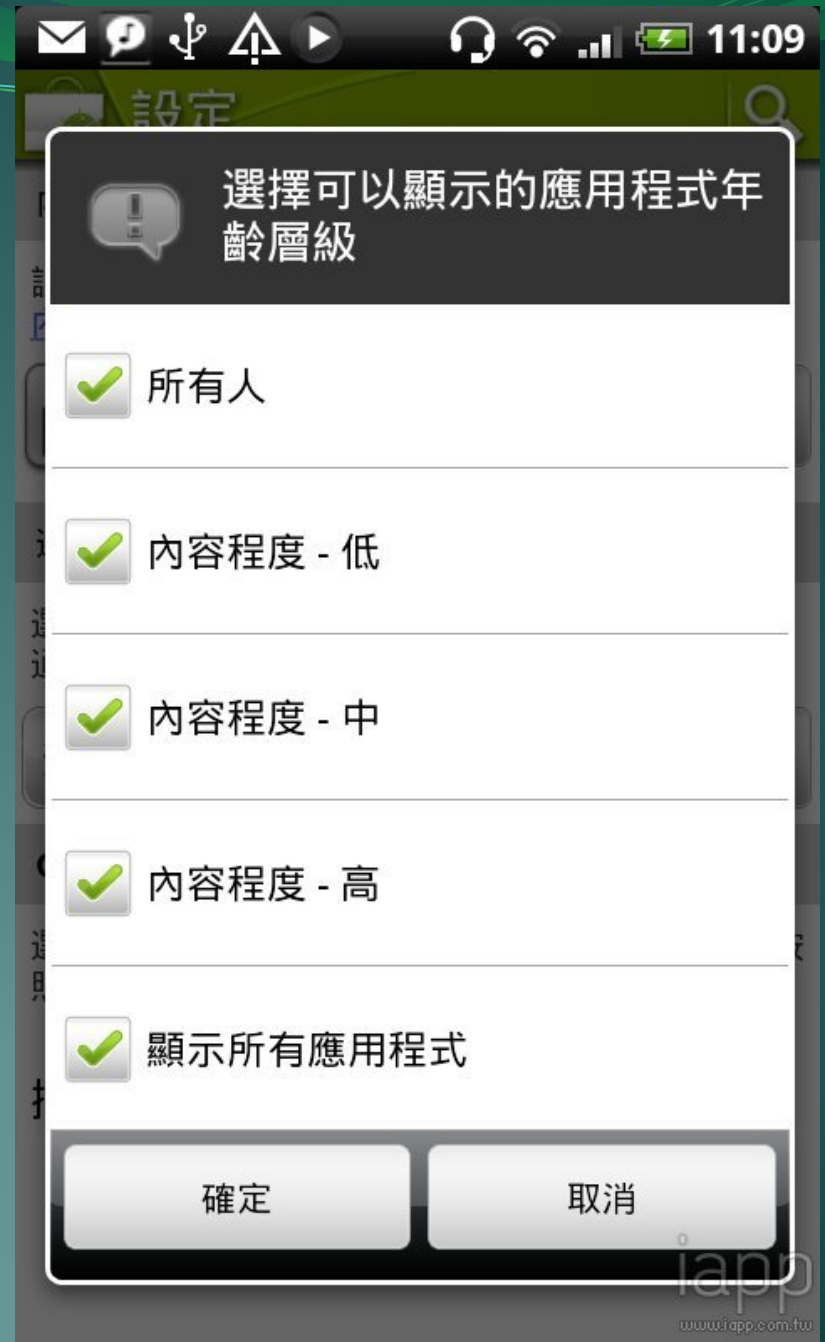 11:09
設定
選擇可以顯示的應用程式年
齡層級
所有人
內容程度 - 低
內容程度 - 中
內容程度 - 高
顯示所有應用程式
確定
取消
iapp
www.iapp.com.tw